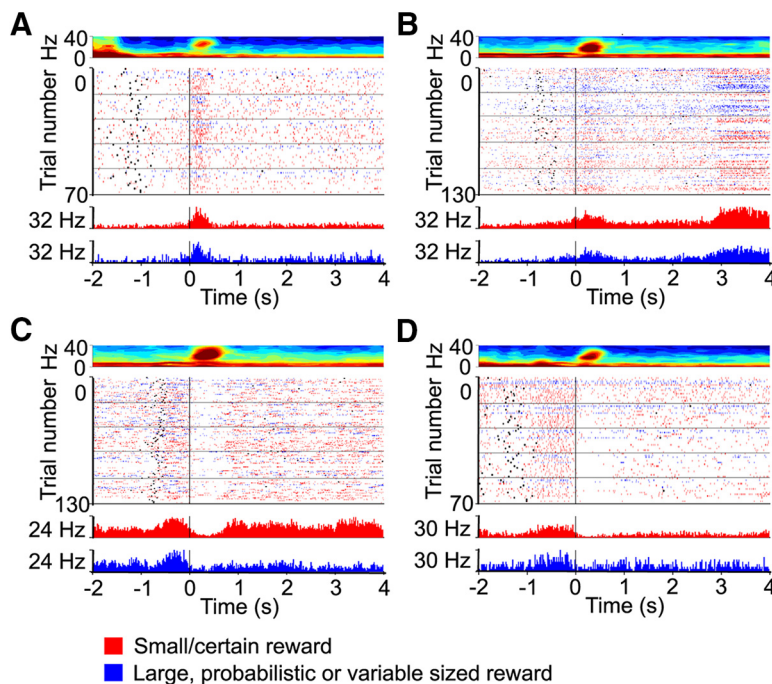 A
40
Hz
0
Trial number
0
70
32 Hz
32 Hz
-2 -1 0 1 2 3 4
Time (s)
B
40
Hz
0
Trial number
0
130
32 Hz
32 Hz
-2 -1 0 1 2 3 4
Time (s)
C
40
Hz
0
Trial number
0
130
24 Hz
24 Hz
-2 -1 0 1 2 3 4
Time (s)
D
40
Hz
0
Trial number
0
70
30 Hz
30 Hz
-2 -1 0 1 2 3 4
Time (s)
Small/certain reward
Large, probabilistic or variable sized reward